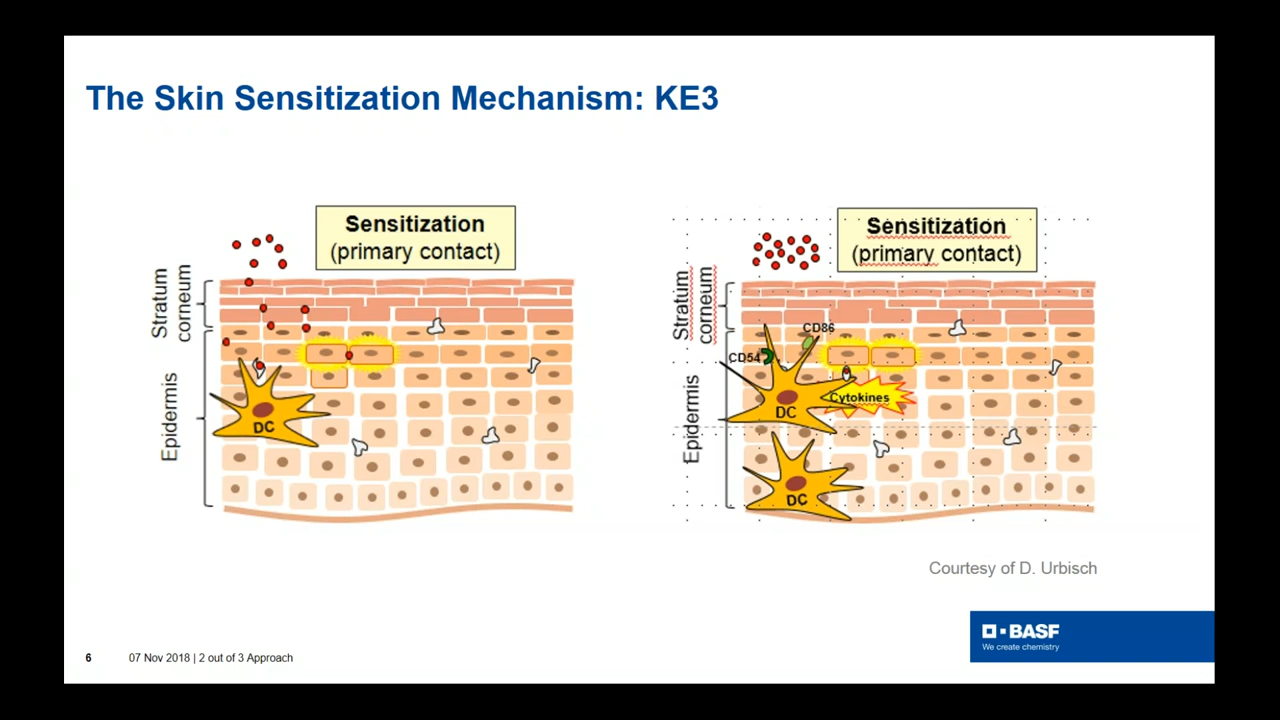 The Skin Sensitization Mechanism: KE3
Sensitization
(primary contact)
Stratum
corneum
Epidermis
DC
Sensitization
(primary contact)
Stratum
corneum
Epidermis
CD86
CD54
Cytokines
DC
DC
Courtesy of D. Urbisch
BASF
We create chemistry
6 07 Nov 2018 | 2 out of 3 Approach